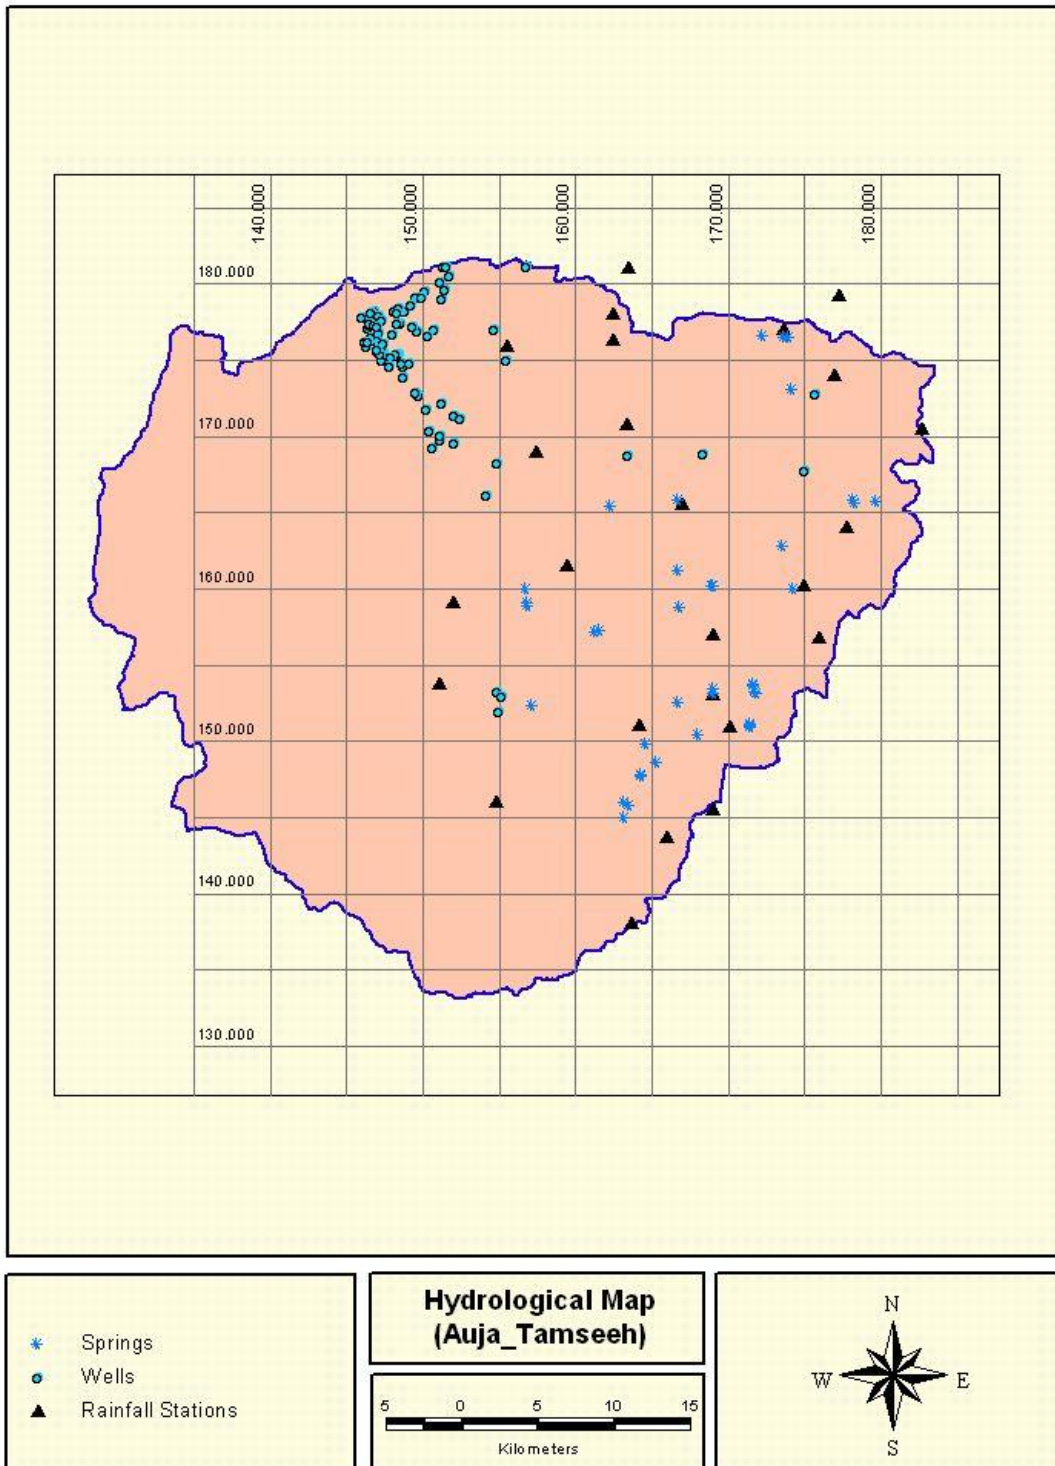 140.000
150.000
160.000
170.000
180.000
180.000
170.000
160.000
150.000
140.000
130.000
Springs
Wells
Rainfall Stations
Hydrological Map
(Auja_Tamseeh)
5 0 5 10 15
Kilometers
N
W E
S